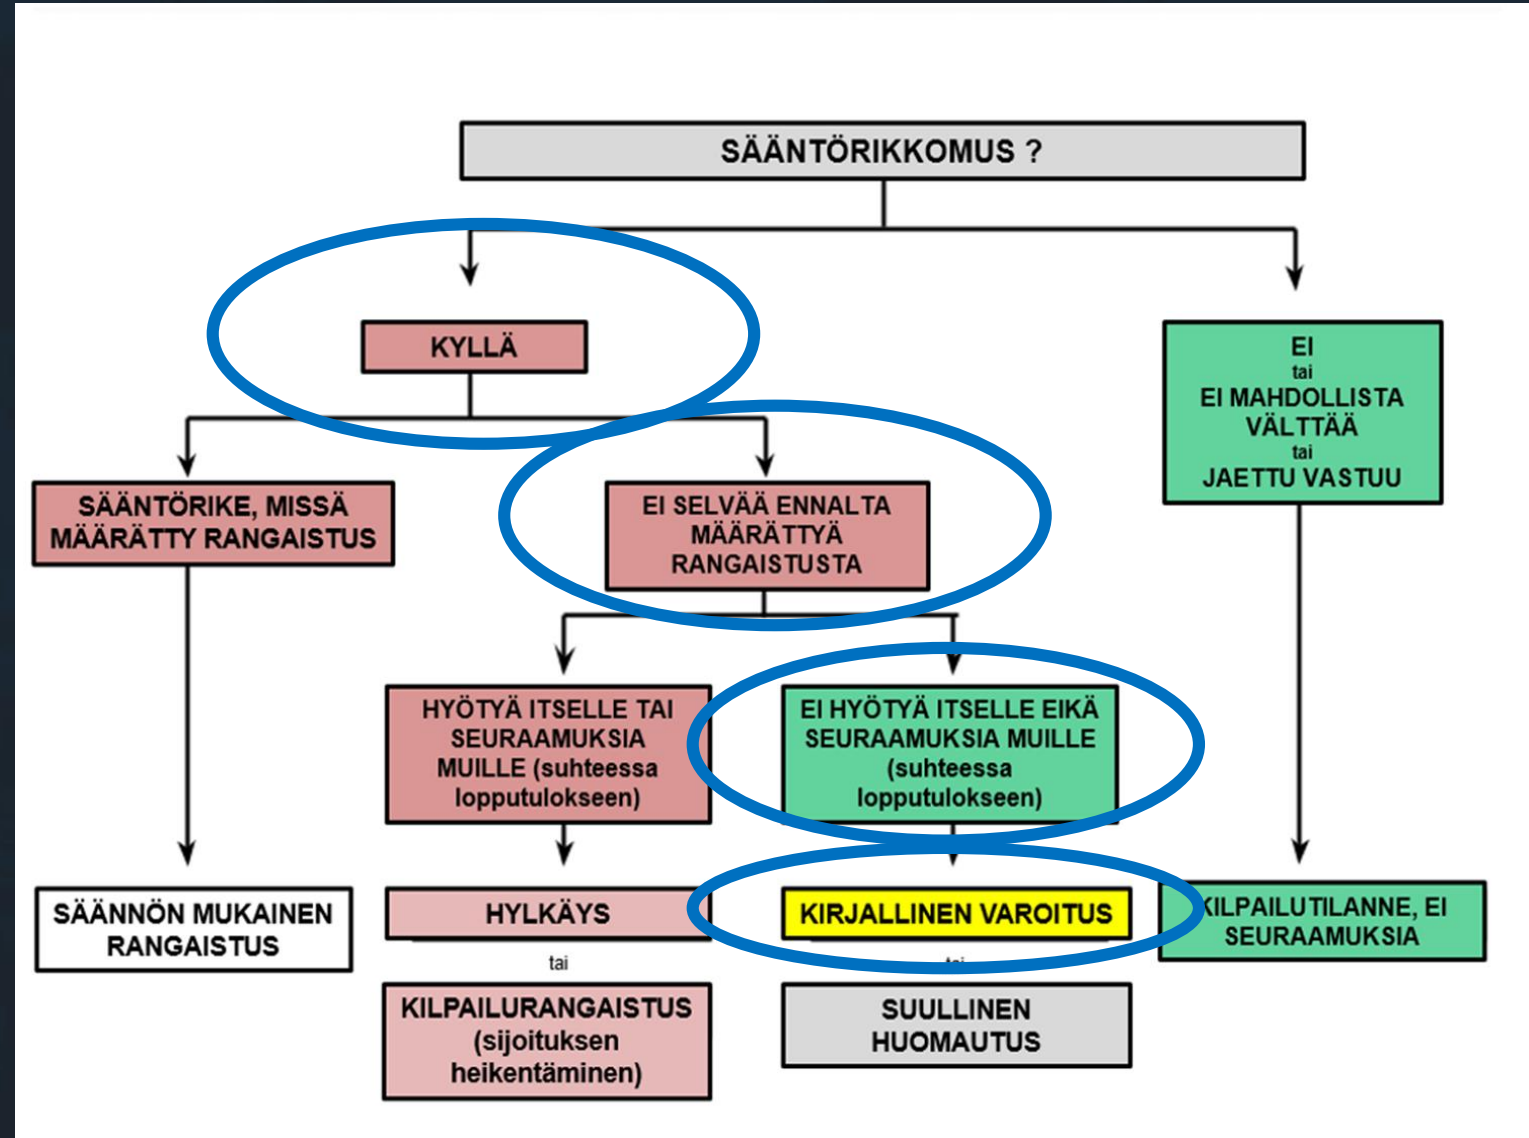 SÄÄNTÖRIKKOMUS ?
KYLLÄ
EI
tai
EI MAHDOLLISTA
VÄLTTÄÄ
tai
JAETTU VASTUU
SÄÄNTÖRIKE, MISSÄ
MÄÄRÄTTY RANGAISTUS
EI SELVÄÄ ENNALTA
MÄÄRÄTTYÄ
RANGAISTUSTA
HYÖTYÄ ITSELLE TAI
SEURAAMUKSIA
MUILLE (suhteessa
lopputulokseen)
EI HYÖTYÄ ITSELLE EIKÄ
SEURAAMUKSIA MUILLE
(suhteessa
lopputulokseen)
SÄÄNNÖN MUKAINEN
RANGAISTUS
HYLKÄYS
tai
KILPAILURANGAISTUS
(sijoituksen
heikentäminen)
KIRJALLINEN VAROITUS
tai
SUULLINEN
HUOMAUTUS
KILPAILUTILANNE, EI
SEURAAMUKSIA